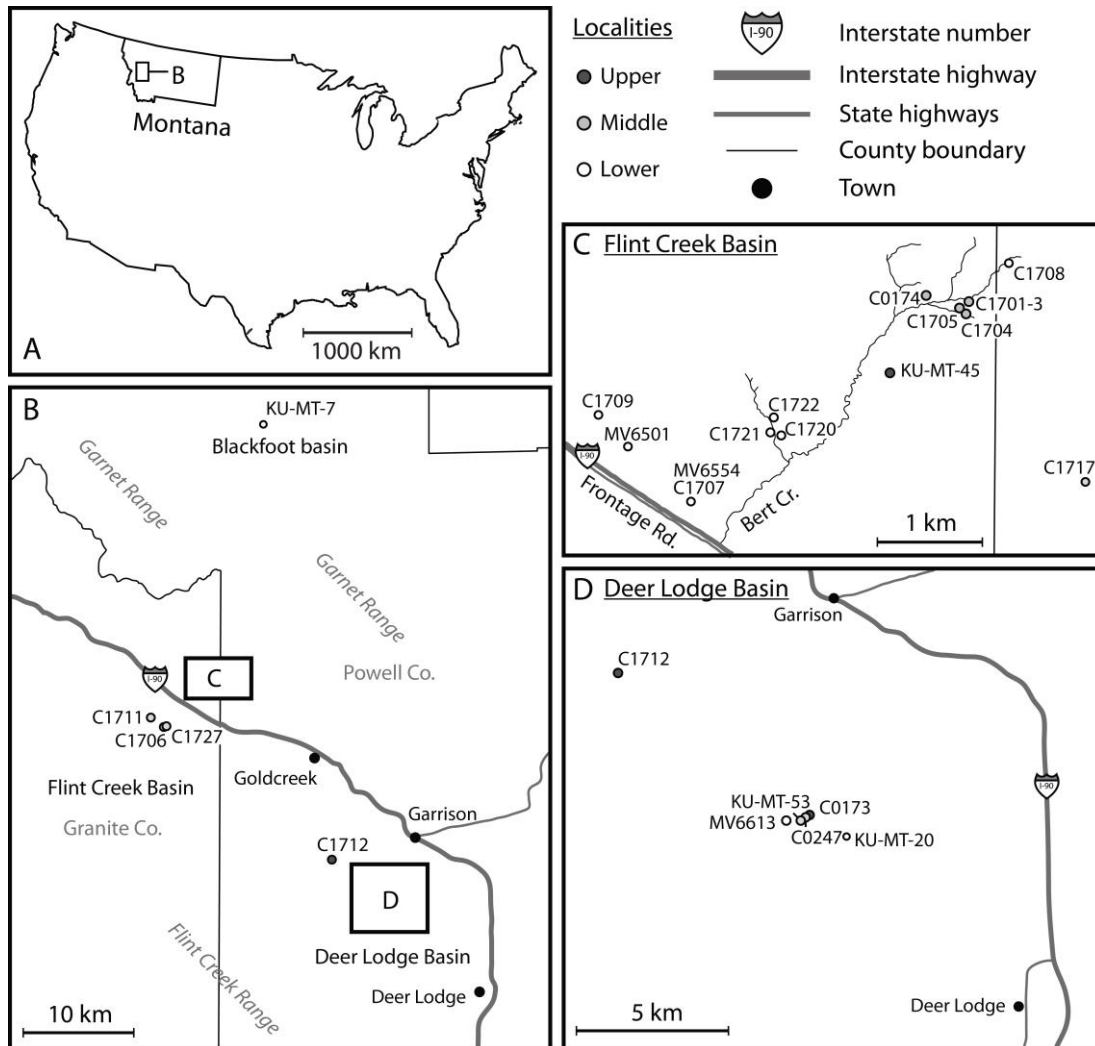 B
Montana
1000 km
A
Localities
Upper
Middle
Lower
I-90
Interstate number
Interstate highway
State highways
County boundary
Town
B
KU-MT-7
Blackfoot basin
Garnet Range
Garnet Range
Powell Co.
C
I-90
C1711
C1706
C1727
Goldcreek
Flint Creek Basin
Granite Co.
Garrison
C1712
D
Flint Creek Range
Deer Lodge Basin
Deer Lodge
10 km
C Flint Creek Basin
C1708
C0174
C1701-3
C1705
C1704
KU-MT-45
C1709
C1722
MV6501
C1721
C1720
I-90
MV6554
C1707
C1717
Frontage Rd.
Bert Cr.
1 km
D Deer Lodge Basin
Garrison
C1712
I-90
KU-MT-53
C0173
MV6613
C0247
KU-MT-20
Deer Lodge
5 km